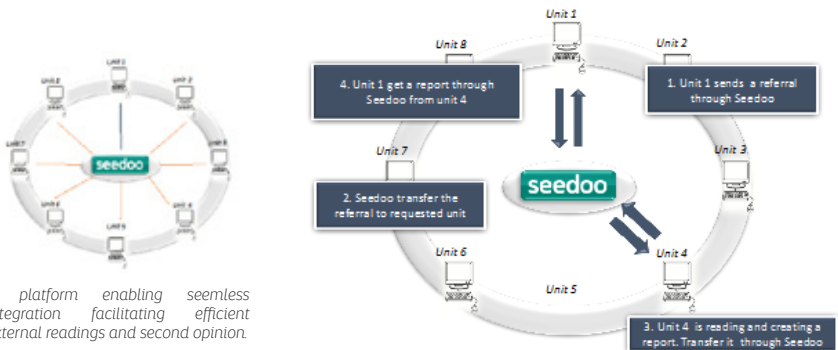 Unit 1
Unit 8
Unit 2
4. Unit 1 get a report through
Seedoo from unit 4
1. Unit 1 sends a referral
through Seedoo
Unit 7
Unit 3
seedoo
2. Seedoo transfer the
referral to requested unit
Unit 6
Unit 4
Unit 5
3. Unit 4 is reading and creating a
report. Transfer it through Seedoo
seedoo
platform enabling seemless
facilitating efficient
readings and second opinion.